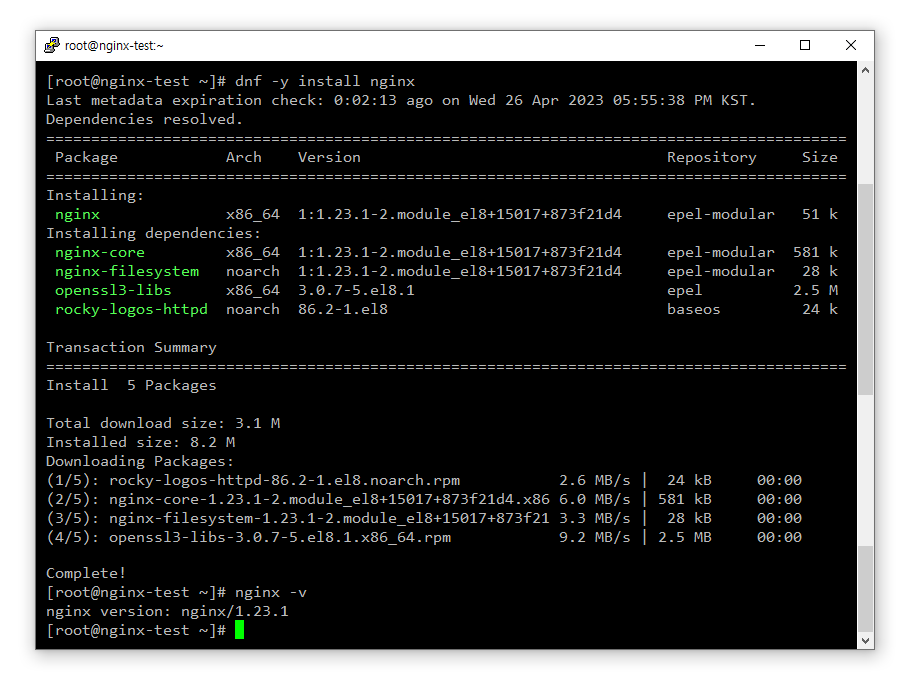 root@nginx-test:~
[root@nginx-test ~]# dnf -y install nginx
Last metadata expiration check: 0:02:13 ago on Wed 26 Apr 2023 05:55:38 PM KST.
Dependencies resolved.
=========================================================================================
 Package            Arch    Version                                  Repository     Size
=========================================================================================
Installing:
 nginx              x86_64  1:1.23.1-2.module_el8+15017+873f21d4     epel-modular   51 k
Installing dependencies:
 nginx-core         x86_64  1:1.23.1-2.module_el8+15017+873f21d4     epel-modular  581 k
 nginx-filesystem   noarch  1:1.23.1-2.module_el8+15017+873f21d4     epel-modular   28 k
 openssl3-libs      x86_64  3.0.7-5.el8.1                            epel          2.5 M
 rocky-logos-httpd  noarch  86.2-1.el8                               baseos         24 k
Transaction Summary
=========================================================================================
Install  5 Packages
Total download size: 3.1 M
Installed size: 8.2 M
Downloading Packages:
(1/5): rocky-logos-httpd-86.2-1.el8.noarch.rpm           2.6 MB/s |  24 kB     00:00
(2/5): nginx-core-1.23.1-2.module_el8+15017+873f21d4.x86 6.0 MB/s | 581 kB     00:00
(3/5): nginx-filesystem-1.23.1-2.module_el8+15017+873f21 3.3 MB/s |  28 kB     00:00
(4/5): openssl3-libs-3.0.7-5.el8.1.x86_64.rpm            9.2 MB/s | 2.5 MB     00:00
Complete!
[root@nginx-test ~]# nginx -v
nginx version: nginx/1.23.1
[root@nginx-test ~]#